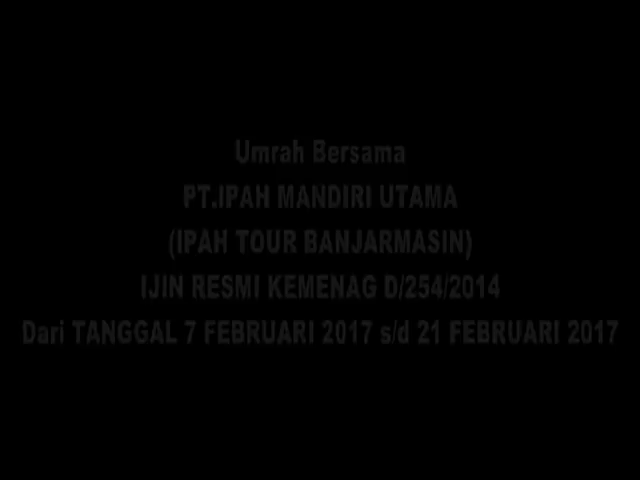 Umrah Bersama
PT.IPAH MANDIRI UTAMA
(IPAH TOUR BANJARMASIN)
IJIN RESMI KEMENAG D/254/2014
Dari TANGGAL 7 FEBRUARI 2017 s/d 21 FEBRUARI 2017